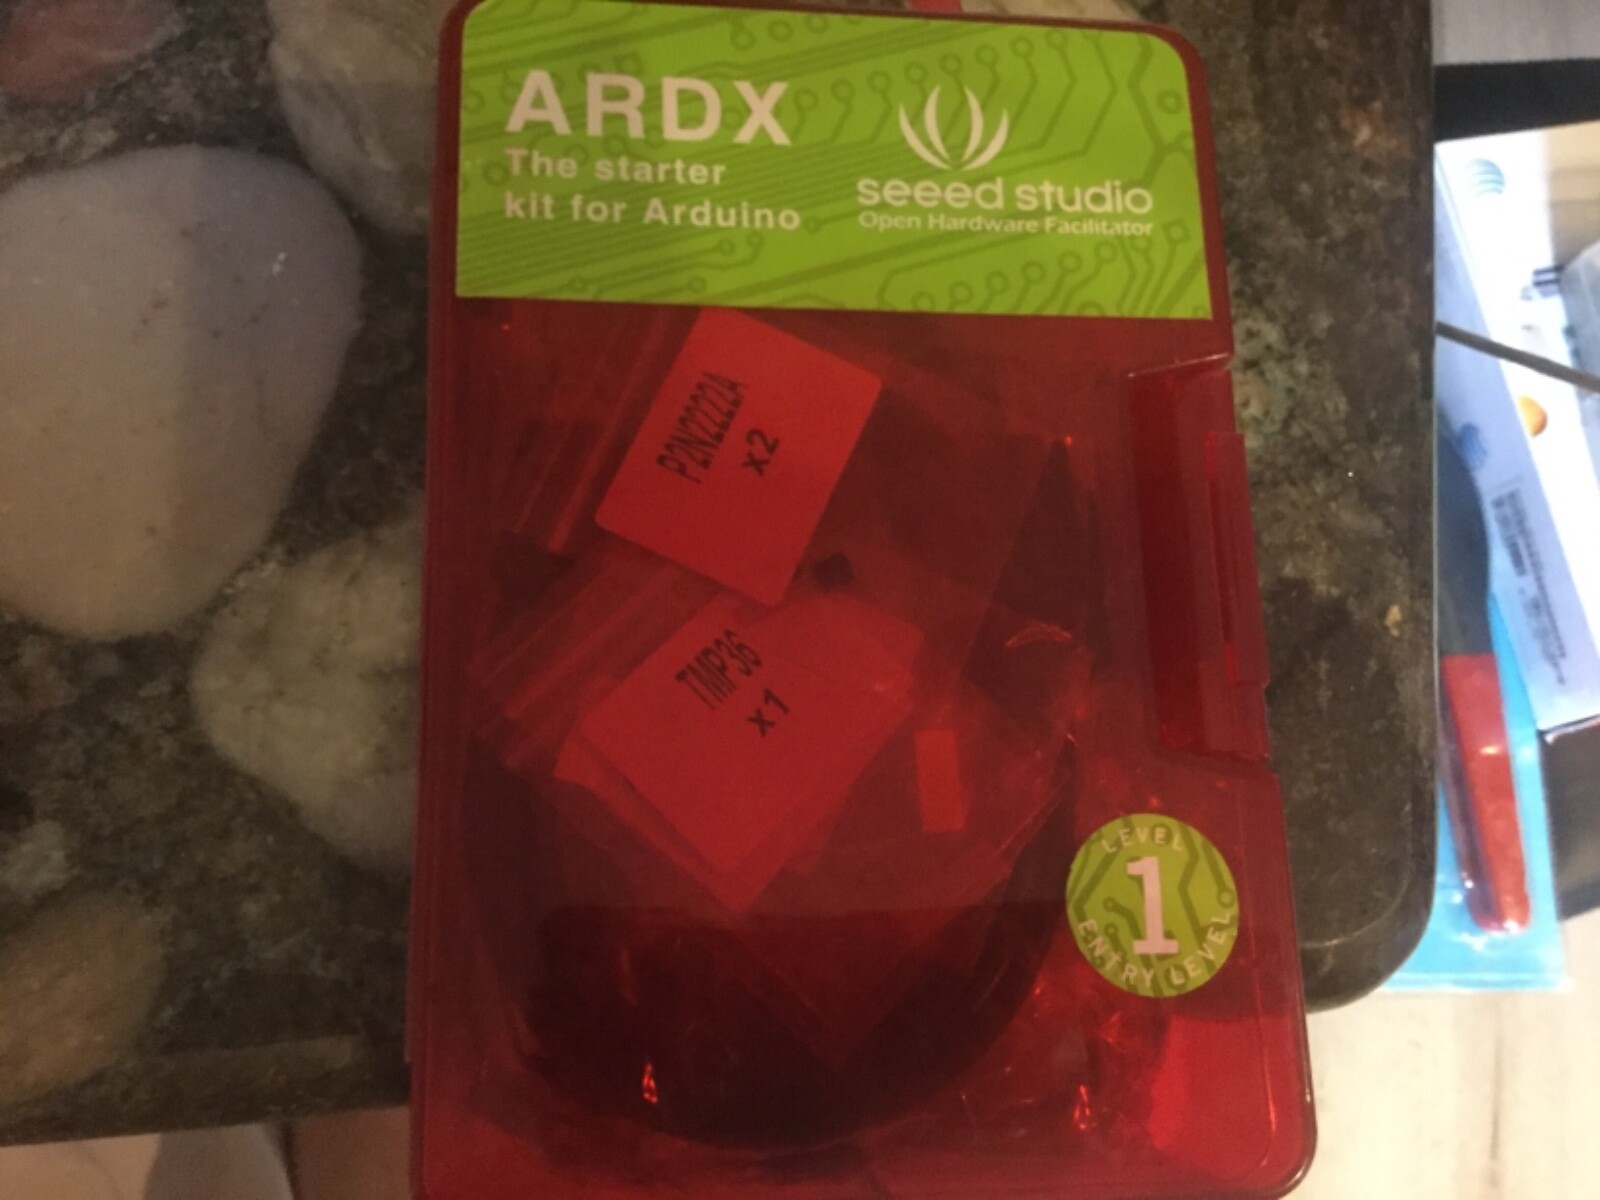 ARDX
The starter
kit for Arduino
seeed studio
Open Hardware Facilitator
P2N2222A
x2
TMP36
x1
LEVEL
1
ENTRY LEVEL